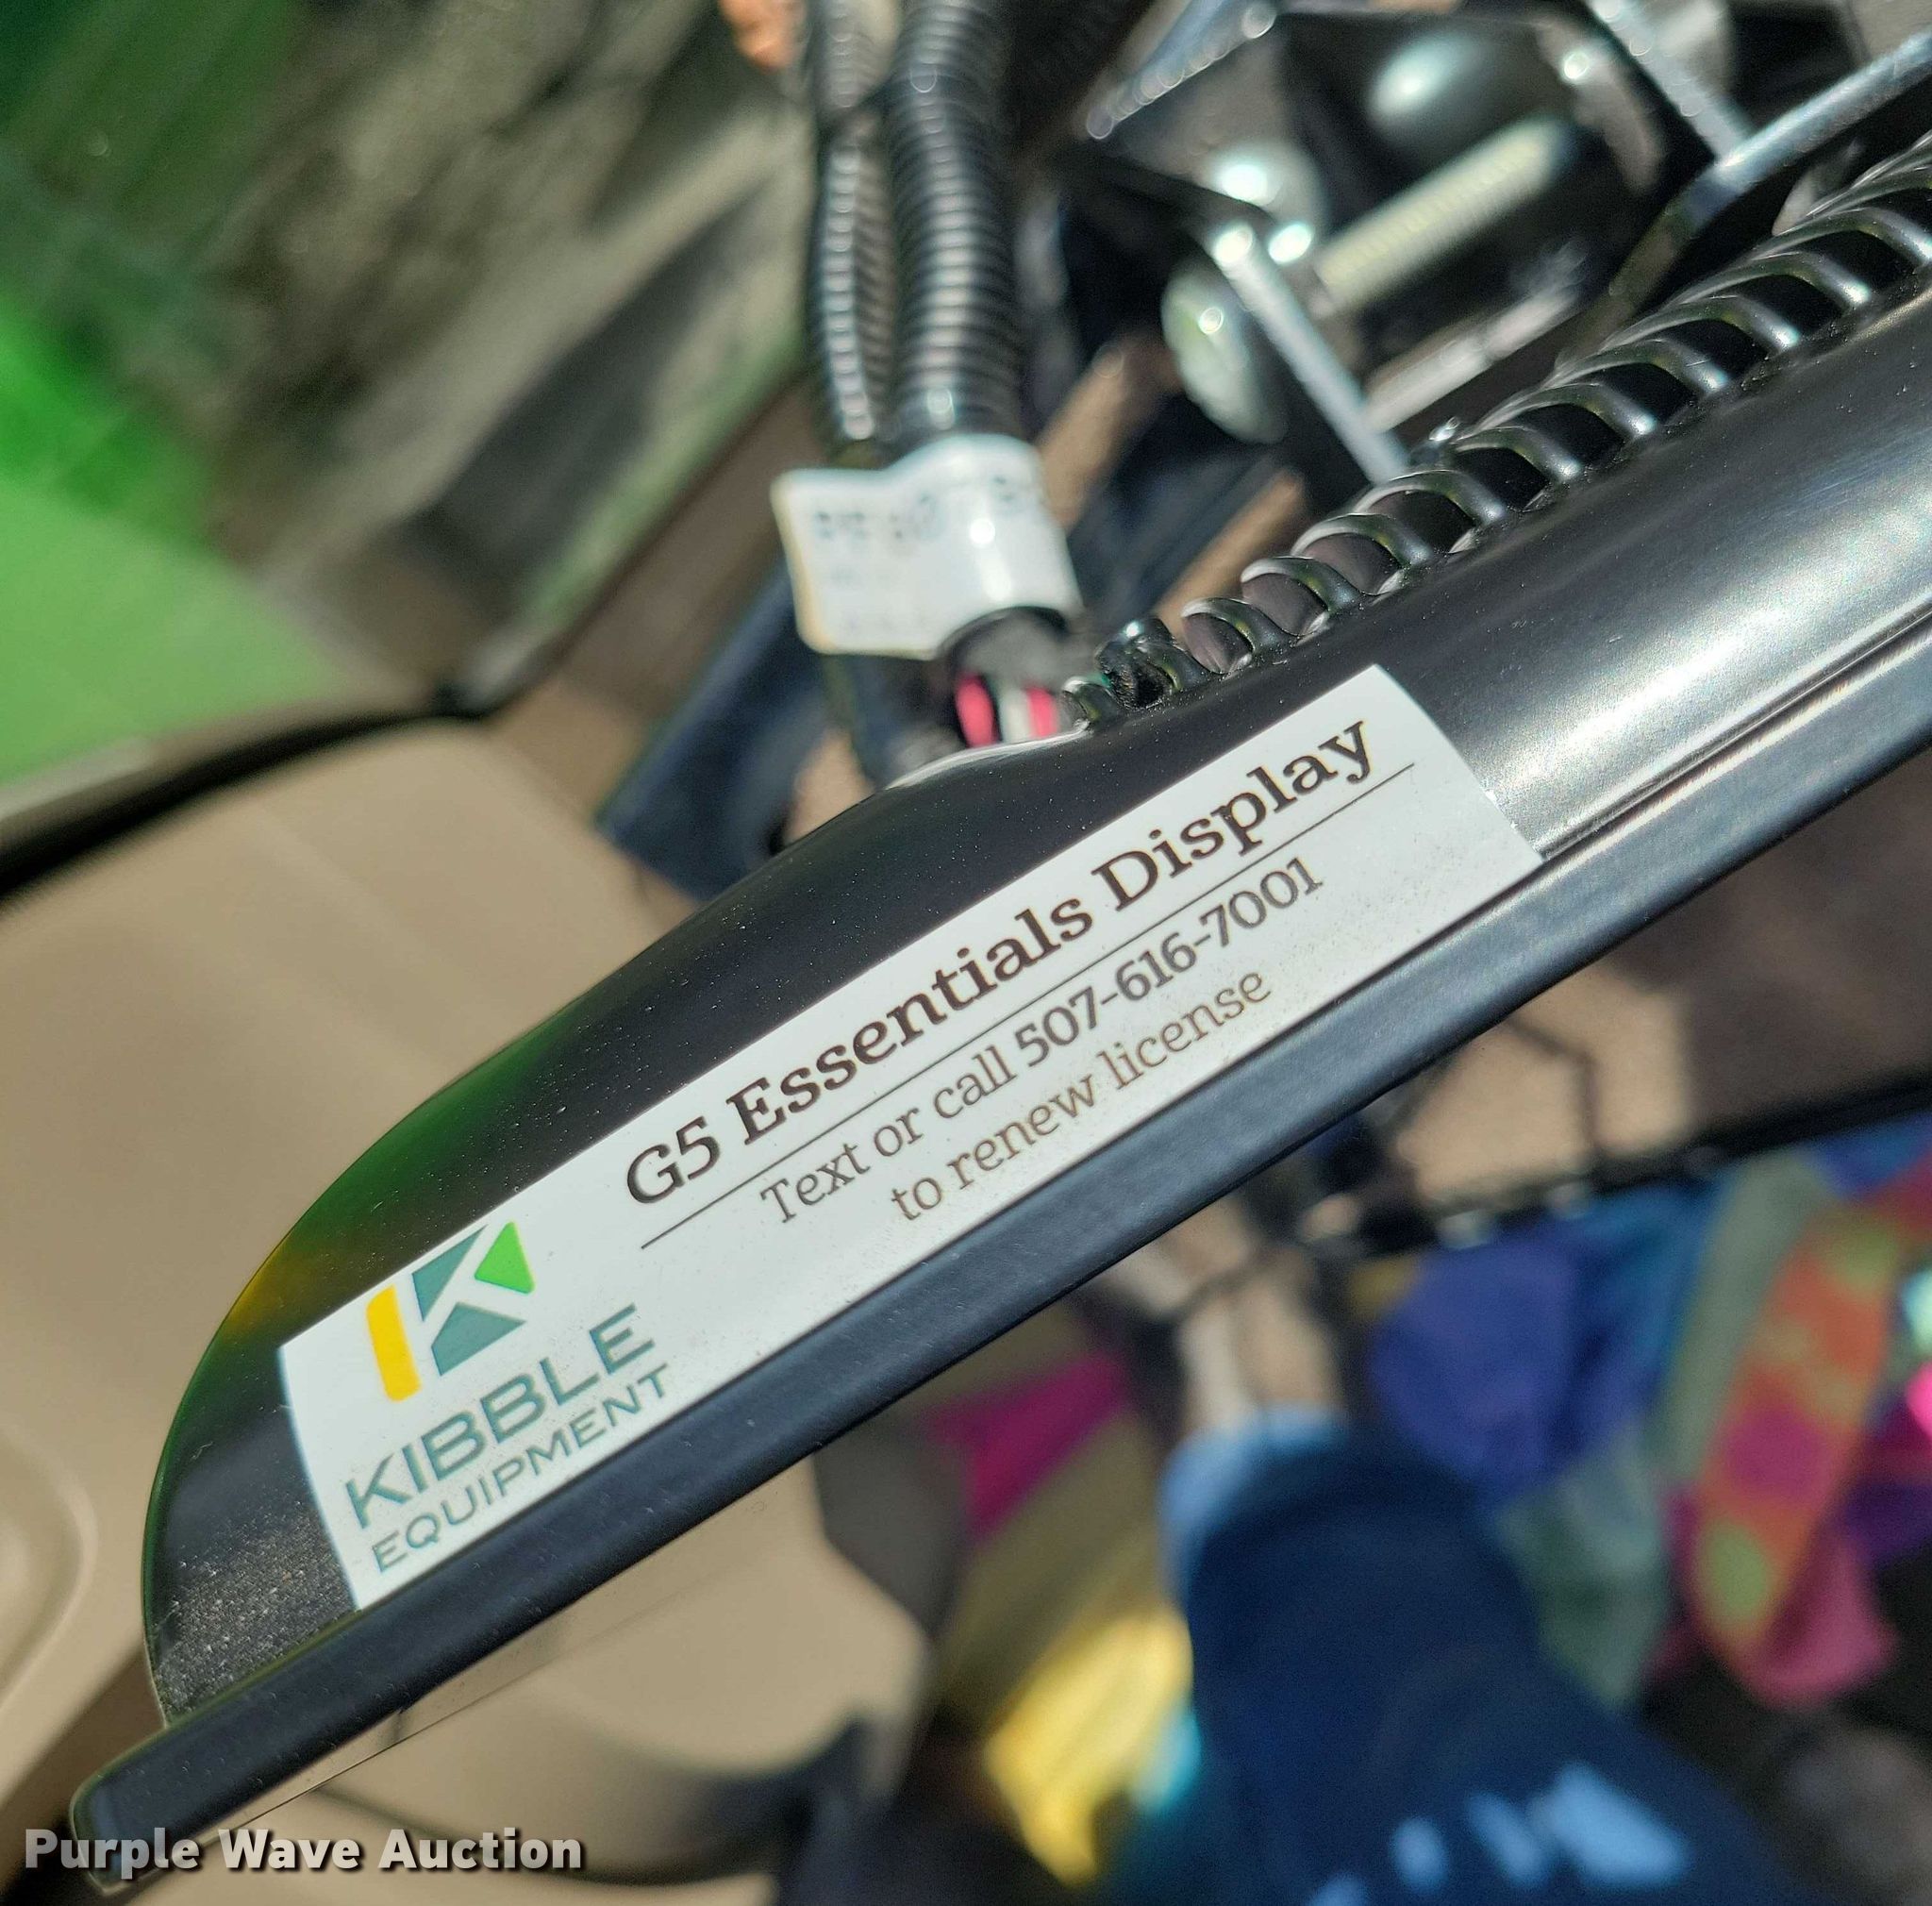 G5 Essentials Display
Text or call 507-616-7001
to renew license
KIBBLE
EQUIPMENT
Purple Wave Auction